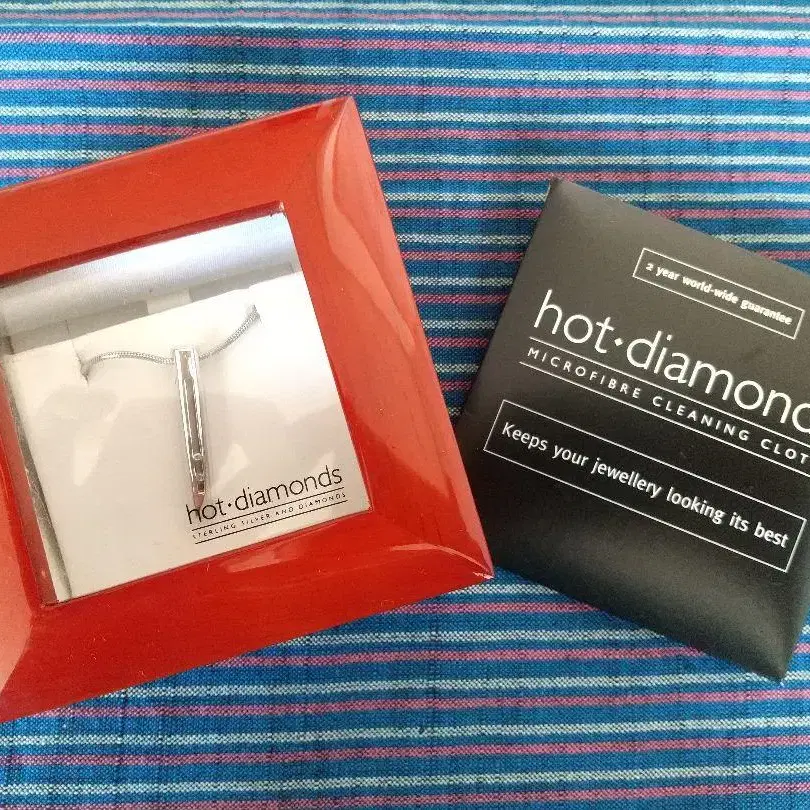 hot·diamonds
STERLING SILVER AND DIAMONDS
2 year world-wide guarantee
hot·diamond
MICROFIBRE CLEANING CLOT
Keeps your jewellery looking its best